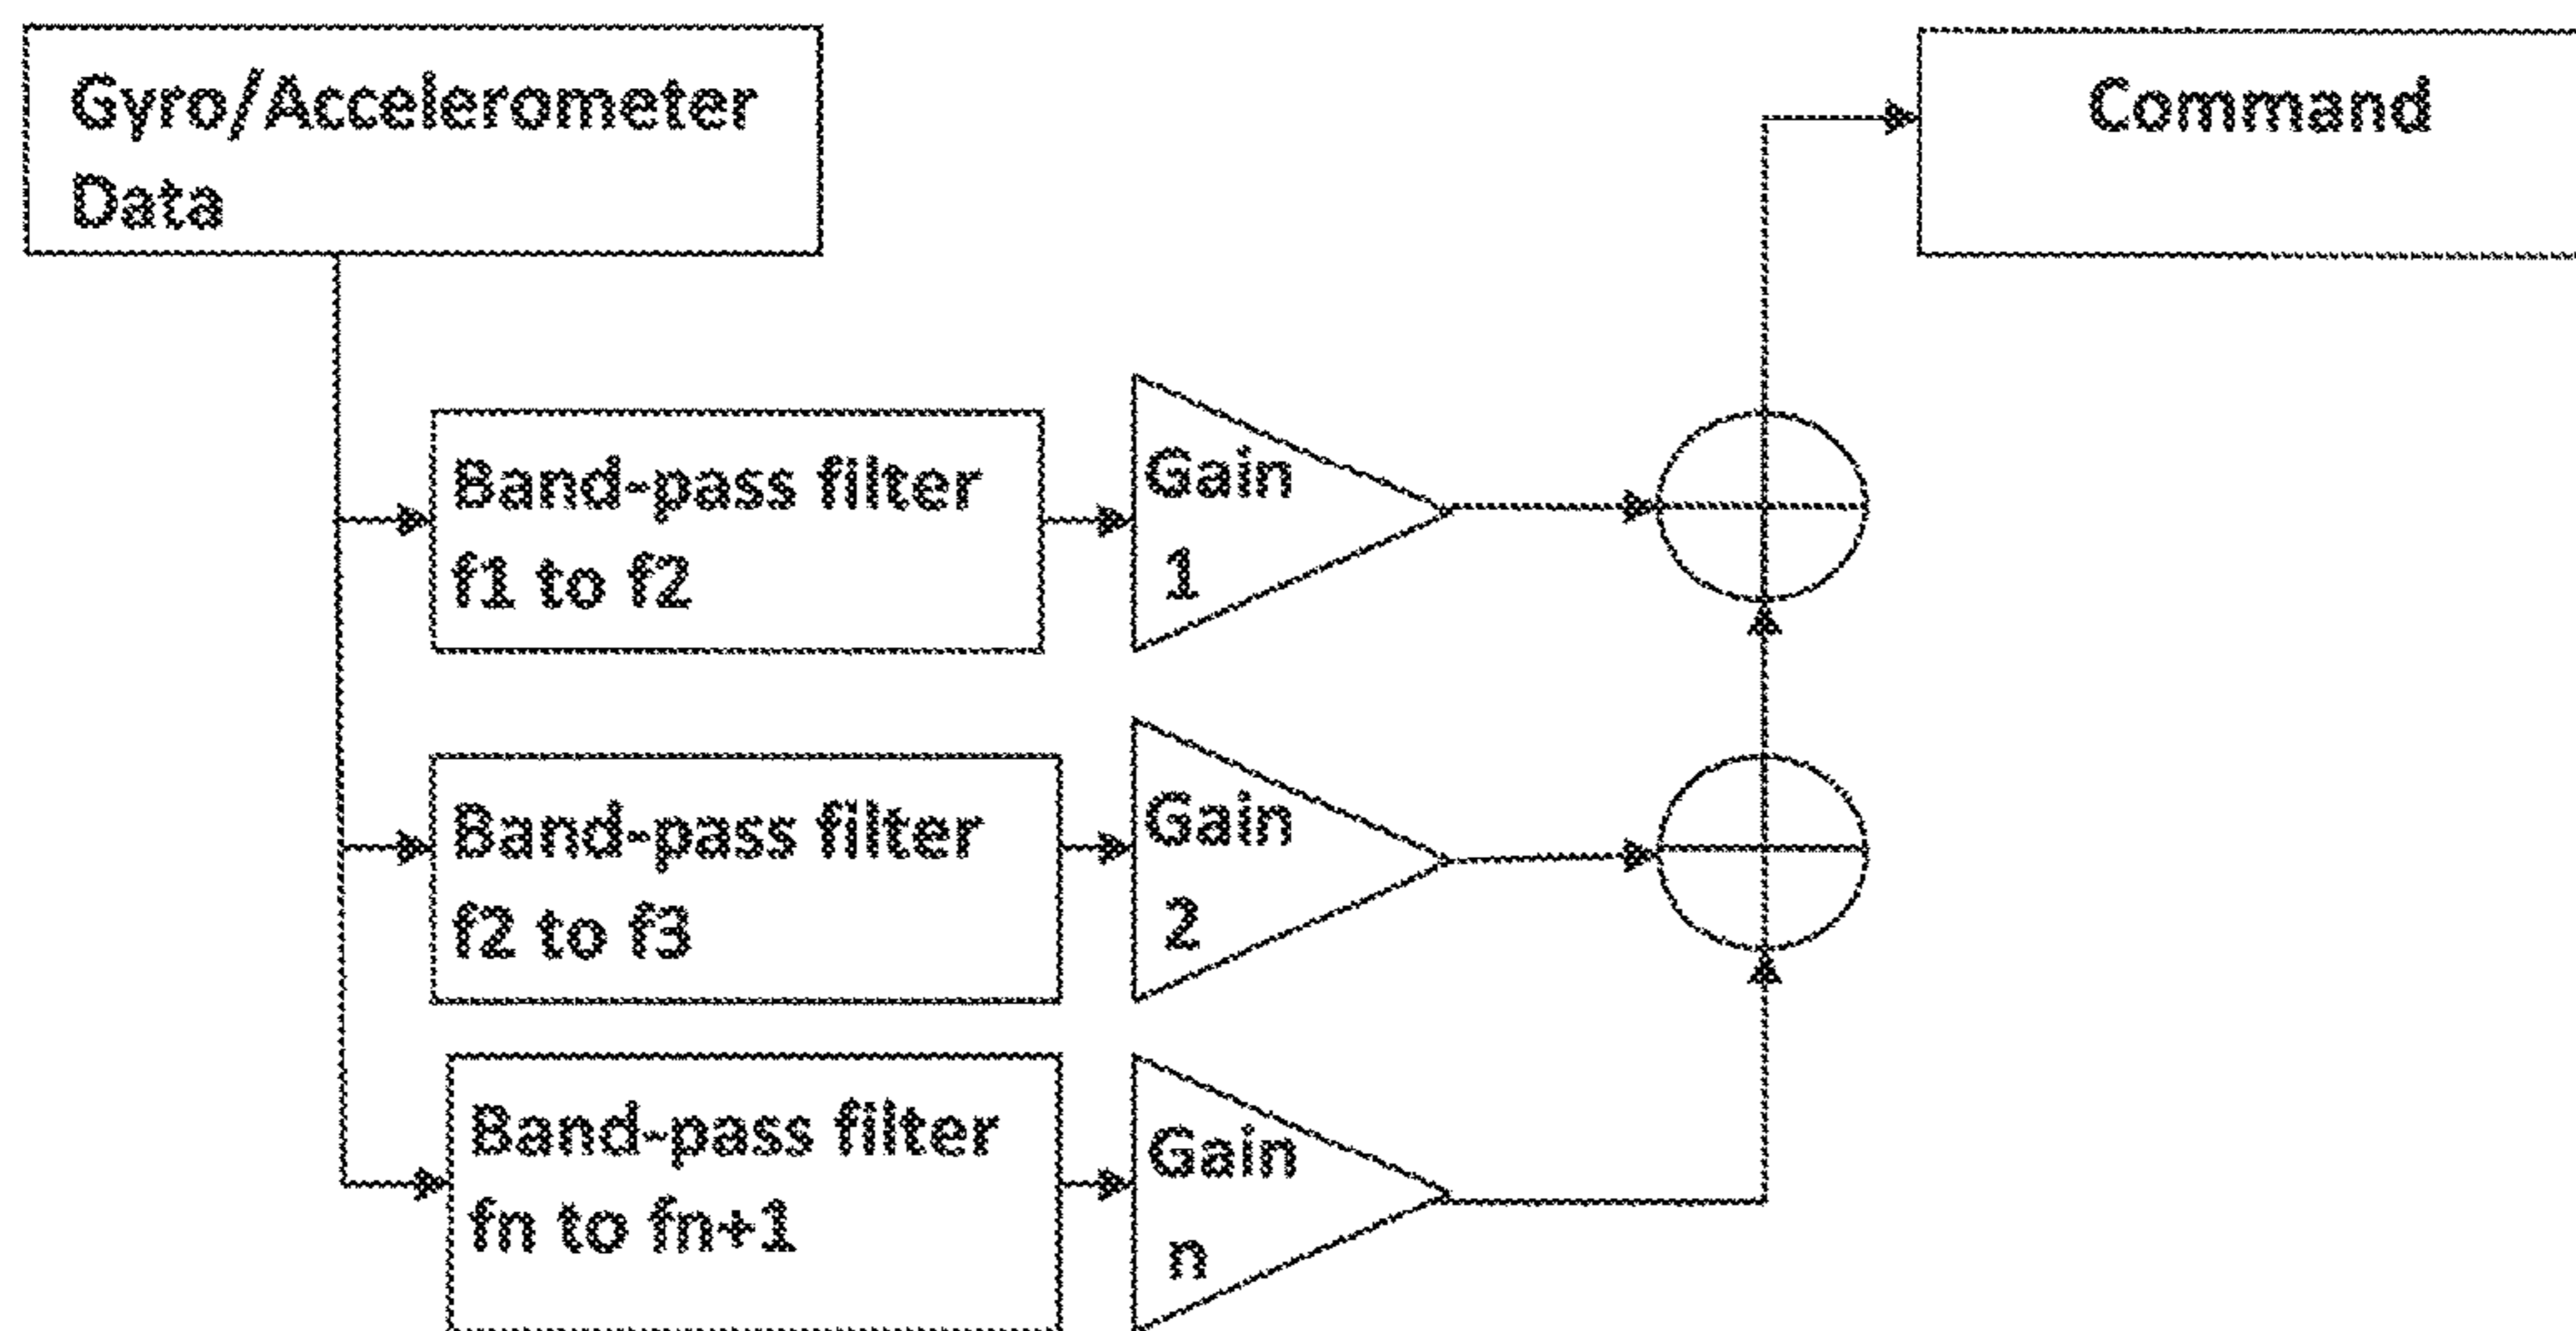 Gyro/Accelerometer
Data
Command
Band-pass filter
f1 to f2
Gain
1
Band-pass filter
f2 to f3
Gain
2
Band-pass filter
fn to fn+1
Gain
n